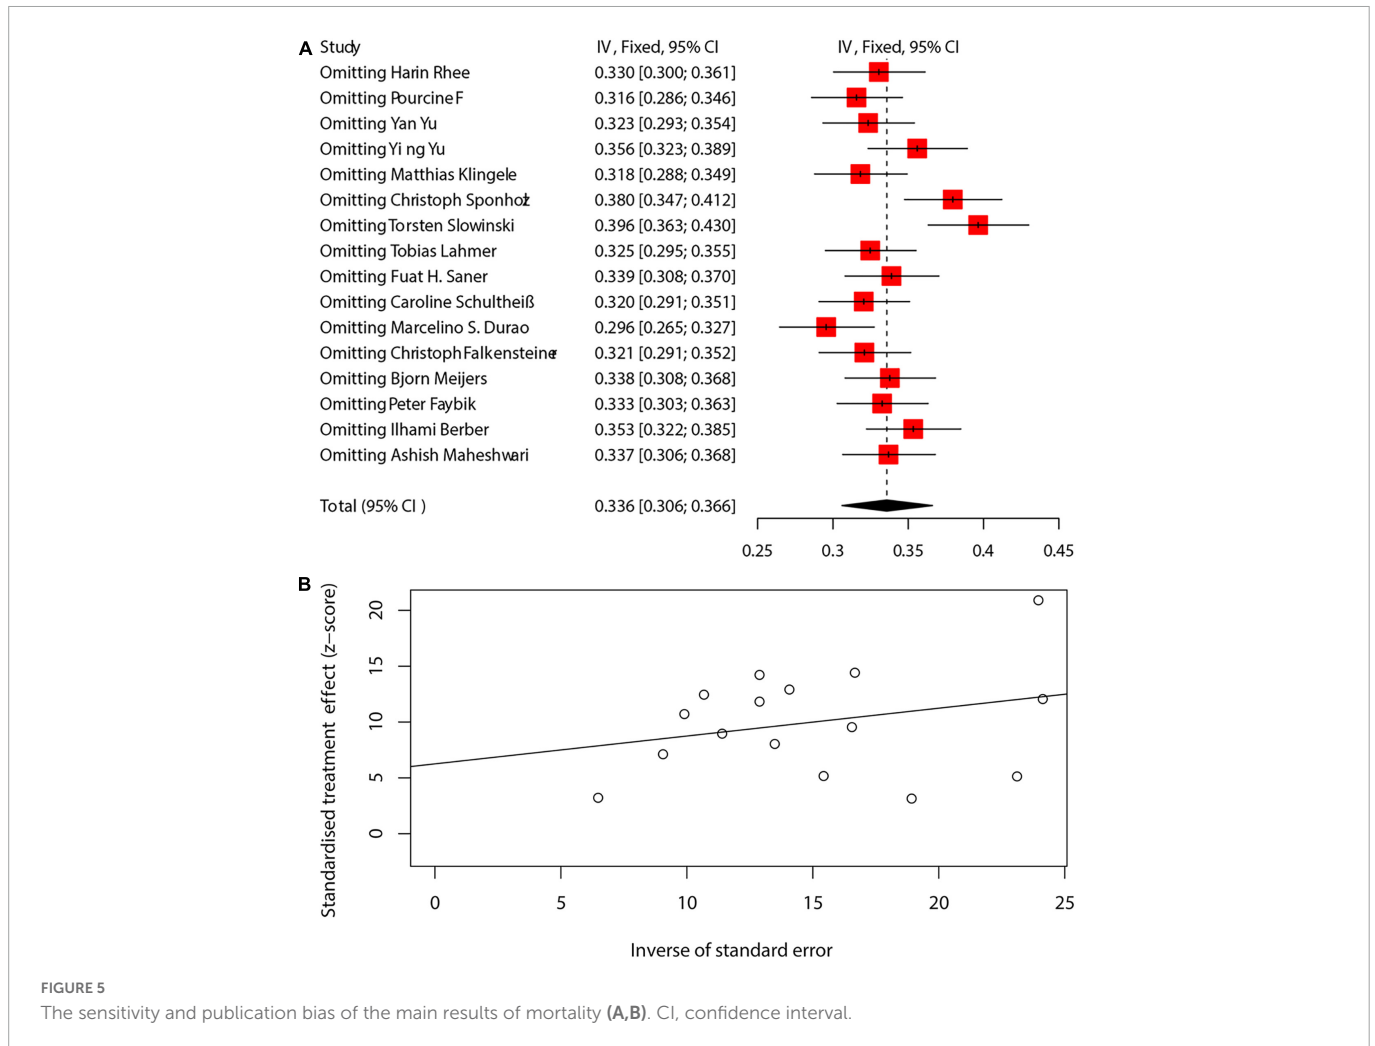 A Study IV, Fixed, 95% CI IV, Fixed, 95% CI
Omitting Harin Rhee 0.330 [0.300; 0.361]
Omitting Pourcine F 0.316 [0.286; 0.346]
Omitting Yan Yu 0.323 [0.293; 0.354]
Omitting Yi ng Yu 0.356 [0.323; 0.389]
Omitting Matthias Klingele 0.318 [0.288; 0.349]
Omitting Christoph Sponholz 0.380 [0.347; 0.412]
Omitting Torsten Slowinski 0.396 [0.363; 0.430]
Omitting Tobias Lahmer 0.325 [0.295; 0.355]
Omitting Fuat H. Saner 0.339 [0.308; 0.370]
Omitting Caroline Schultheiß 0.320 [0.291; 0.351]
Omitting Marcelino S. Durao 0.296 [0.265; 0.327]
Omitting Christoph Falkensteiner 0.321 [0.291; 0.352]
Omitting Bjorn Meijers 0.338 [0.308; 0.368]
Omitting Peter Faybik 0.333 [0.303; 0.363]
Omitting Ilhami Berber 0.353 [0.322; 0.385]
Omitting Ashish Maheshwari 0.337 [0.306; 0.368]
Total (95% CI ) 0.336 [0.306; 0.366]
0.25 0.3 0.35 0.4 0.45
B
Standardised treatment effect (z−score)
20
15
10
5
0
0 5 10 15 20 25
Inverse of standard error
FIGURE 5
The sensitivity and publication bias of the main results of mortality (A,B). CI, confidence interval.